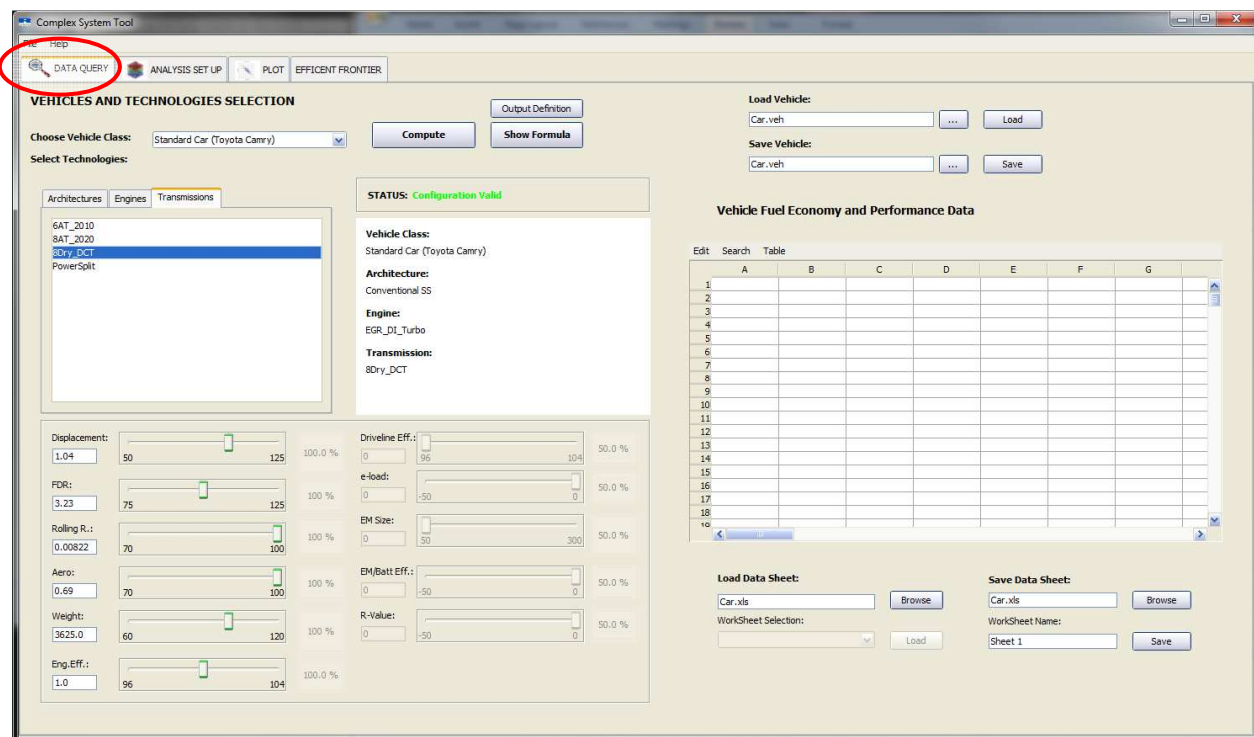 Complex System Tool
File Help
DATA QUERY ANALYSIS SET UP PLOT EFFICENT FRONTIER
VEHICLES AND TECHNOLOGIES SELECTION
Output Definition
Choose Vehicle Class: Standard Car (Toyota Camry) Compute Show Formula
Select Technologies:
Load Vehicle:
Car.veh ... Load
Save Vehicle:
Car.veh ... Save
Architectures Engines Transmissions
6AT_2010
8AT_2020
8Dry_DCT
PowerSplit
STATUS: Configuration Valid
Vehicle Class:
Standard Car (Toyota Camry)
Architecture:
Conventional SS
Engine:
EGR_DI_Turbo
Transmission:
8Dry_DCT
Vehicle Fuel Economy and Performance Data
Edit Search Table
A B C D E F G
1
2
3
4
5
6
7
8
9
10
11
12
13
14
15
16
17
18
19
Displacement:
1.04 50 125 100.0 %
FDR:
3.23 75 125 100 %
Rolling R.:
0.00822 70 100 100 %
Aero:
0.69 70 100 100 %
Weight:
3625.0 60 120 100 %
Eng.Eff.:
1.0 96 104 100.0 %
Driveline Eff.:
0 96 104 50.0 %
e-load:
0 -50 0 50.0 %
EM Size:
0 50 300 50.0 %
EM/Batt Eff.:
0 -50 0 50.0 %
R-Value:
0 -50 0 50.0 %
Load Data Sheet:
Car.xls Browse
WorkSheet Selection:
Load
Save Data Sheet:
Car.xls Browse
WorkSheet Name:
Sheet 1 Save